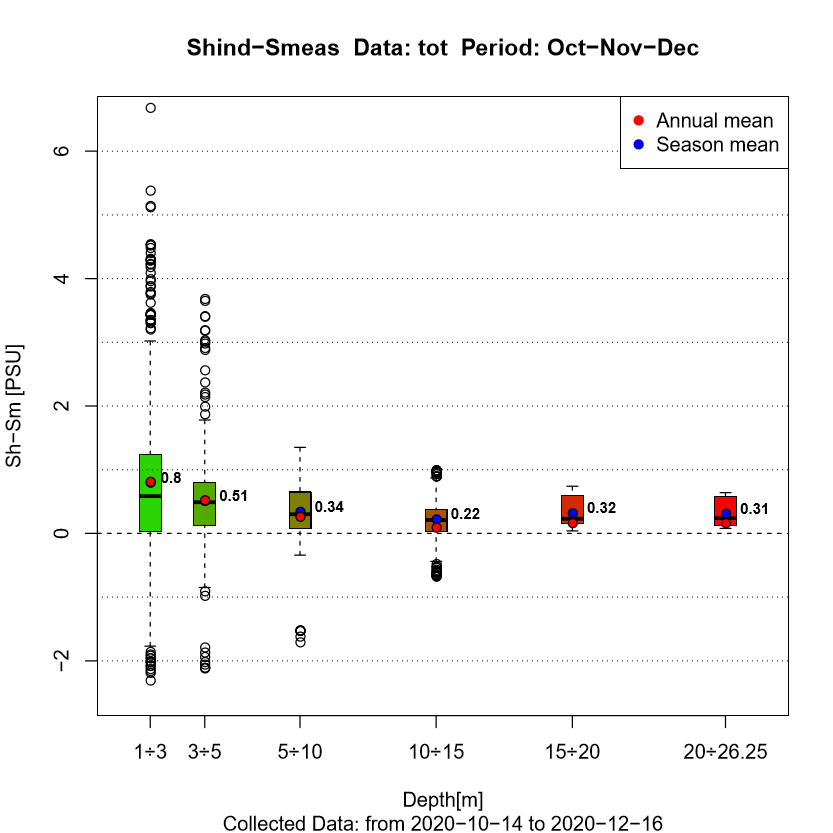 Shind−Smeas  Data: tot  Period: Oct−Nov−Dec
Annual mean
Season mean
6
4
2
0
−2
Sh−Sm [PSU]
0.8
0.51
0.34
0.22
0.32
0.31
1÷3
3÷5
5÷10
10÷15
15÷20
20÷26.25
Depth[m]
Collected Data: from 2020−10−14 to 2020−12−16